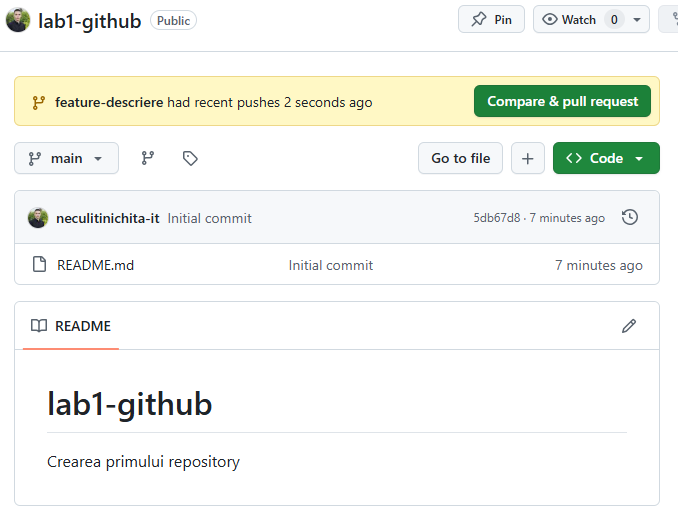 lab1-github Public Pin Watch 0
feature-descriere had recent pushes 2 seconds ago Compare & pull request
main Go to file Code
neculitinichita-it Initial commit 5db67d8 · 7 minutes ago
README.md Initial commit 7 minutes ago
README
lab1-github
Crearea primului repository